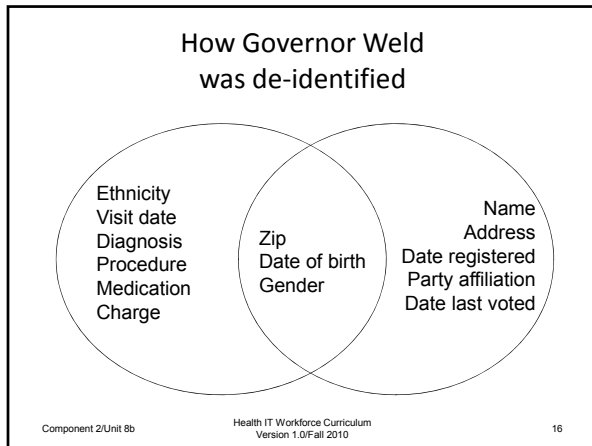 How Governor Weld
was de-identified
Ethnicity
Visit date
Diagnosis
Procedure
Medication
Charge
Zip
Date of birth
Gender
Name
Address
Date registered
Party affiliation
Date last voted
Component 2/Unit 8b
Health IT Workforce Curriculum
Version 1.0/Fall 2010
16